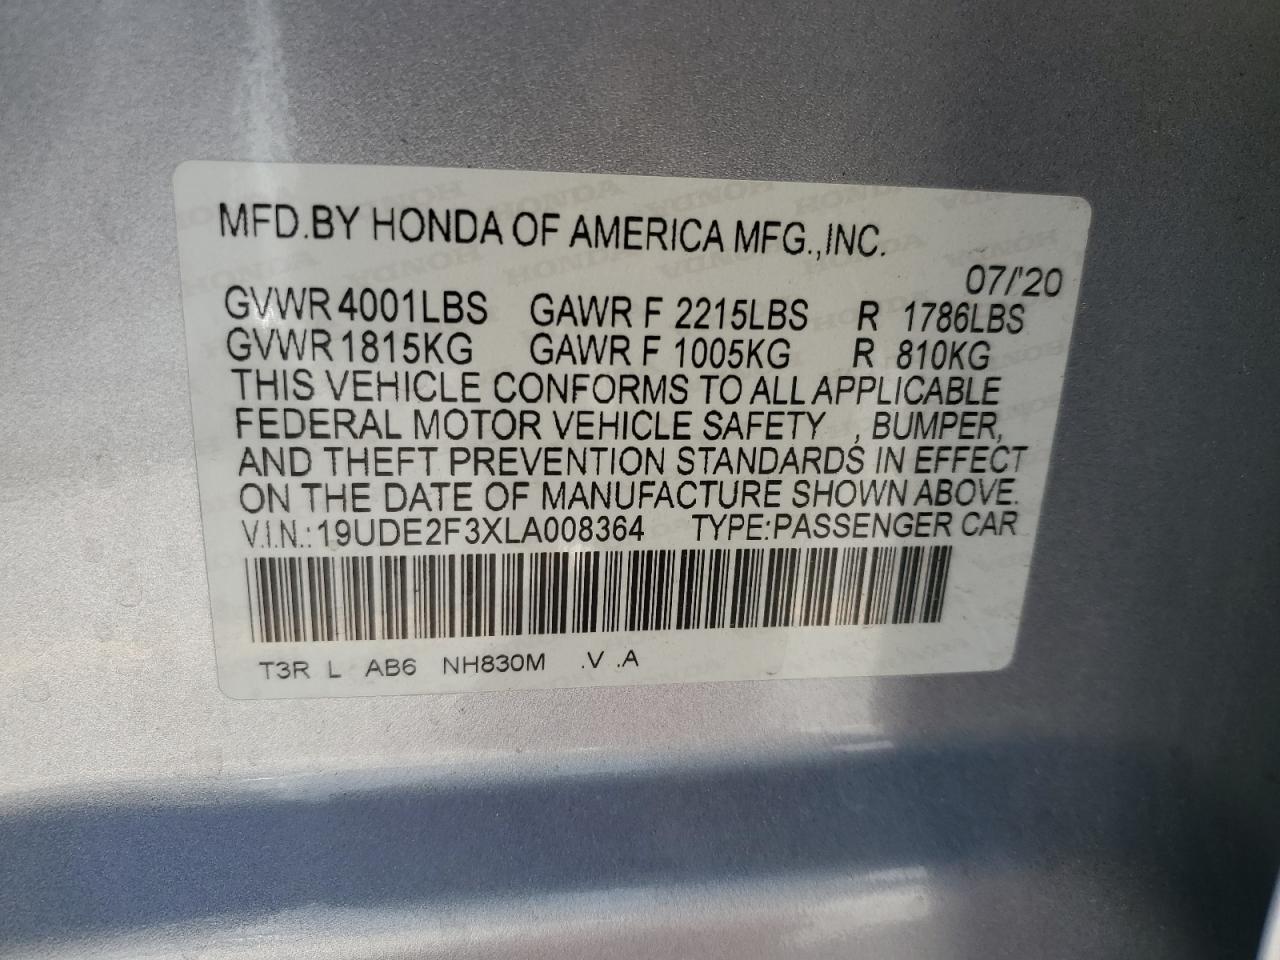 MFD.BY HONDA OF AMERICA MFG.,INC.
07/'20
GVWR 4001LBS GAWR F 2215LBS R 1786LBS
GVWR 1815KG GAWR F 1005KG R 810KG
THIS VEHICLE CONFORMS TO ALL APPLICABLE
FEDERAL MOTOR VEHICLE SAFETY , BUMPER,
AND THEFT PREVENTION STANDARDS IN EFFECT
ON THE DATE OF MANUFACTURE SHOWN ABOVE.
V.I.N.:19UDE2F3XLA008364 TYPE:PASSENGER CAR
T3R L AB6 NH830M .V .A